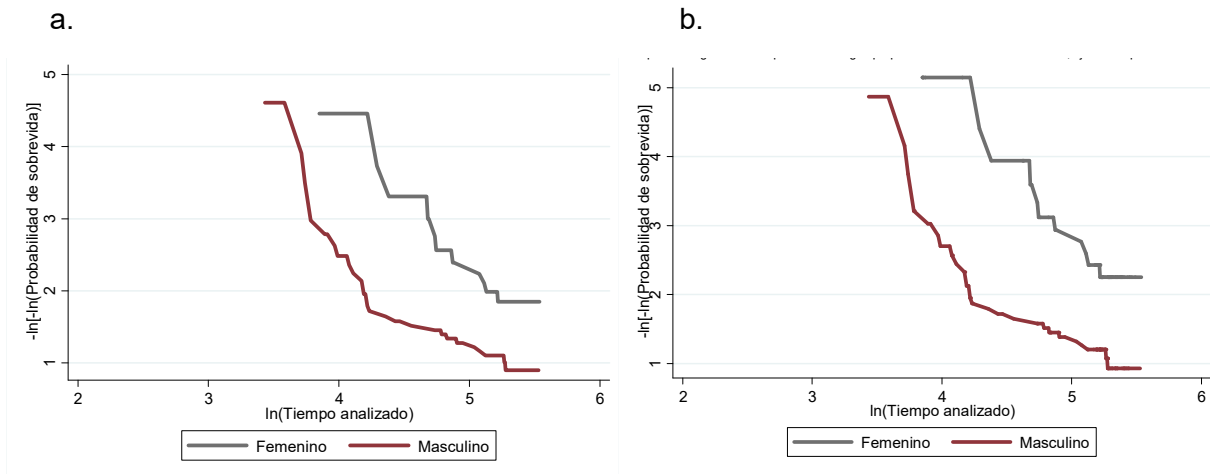 a.
b.
5
4
3
2
1
-ln[-ln(Probabilidad de sobrevida)]
2 3 4 5 6
ln(Tiempo analizado)
Femenino Masculino
5
4
3
2
1
-ln[-ln(Probabilidad de sobrevida)]
2 3 4 5 6
ln(Tiempo analizado)
Femenino Masculino